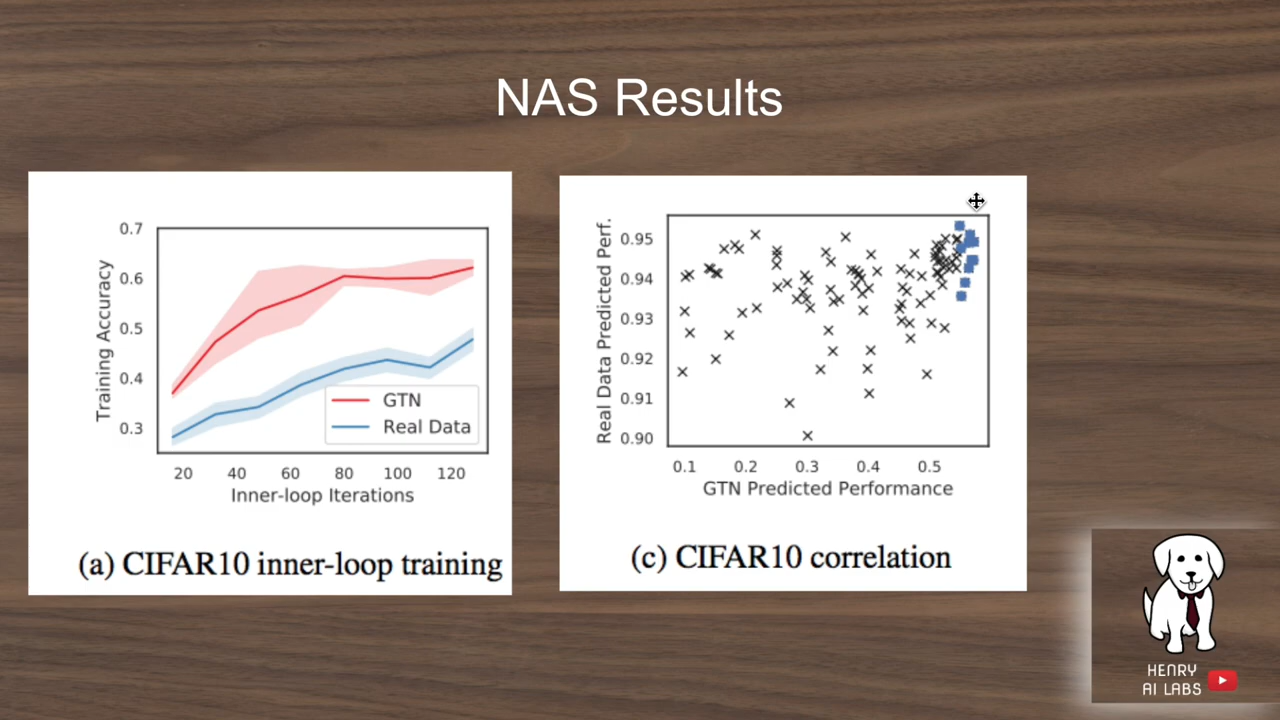 NAS Results
0.7
0.6
0.5
0.4
0.3
Training Accuracy
GTN
Real Data
20 40 60 80 100 120
Inner-loop Iterations
(a) CIFAR10 inner-loop training
0.95
0.94
0.93
0.92
0.91
0.90
Real Data Predicted Perf.
0.1 0.2 0.3 0.4 0.5
GTN Predicted Performance
(c) CIFAR10 correlation
HENRY
AI LABS